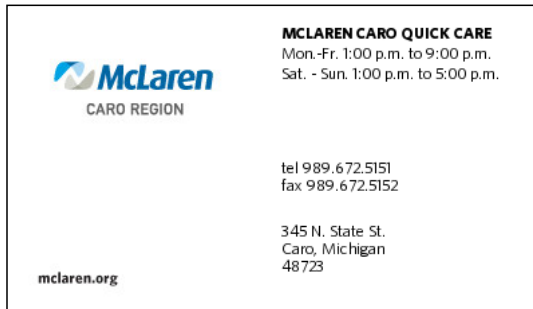 McLaren
CARO REGION
mclaren.org
MCLAREN CARO QUICK CARE
Mon.-Fr. 1:00 p.m. to 9:00 p.m.
Sat. - Sun. 1:00 p.m. to 5:00 p.m.
tel 989.672.5151
fax 989.672.5152
345 N. State St.
Caro, Michigan
48723